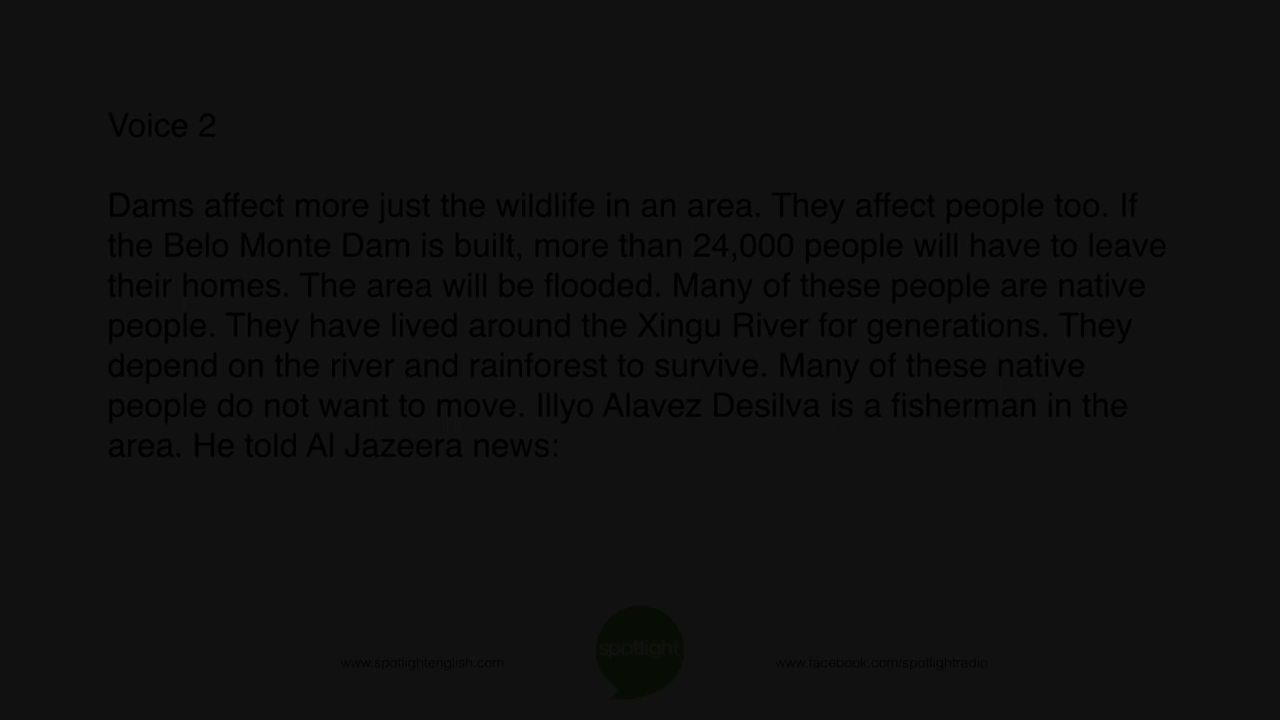 Voice 2
Dams affect more just the wildlife in an area. They affect people too. If
the Belo Monte Dam is built, more than 24,000 people will have to leave
their homes. The area will be flooded. Many of these people are native
people. They have lived around the Xingu River for generations. They
depend on the river and rainforest to survive. Many of these native
people do not want to move. Illyo Alavez Desilva is a fisherman in the
area. He told Al Jazeera news:
spotlight
www.spotlightenglish.com
www.facebook.com/spotlightradio